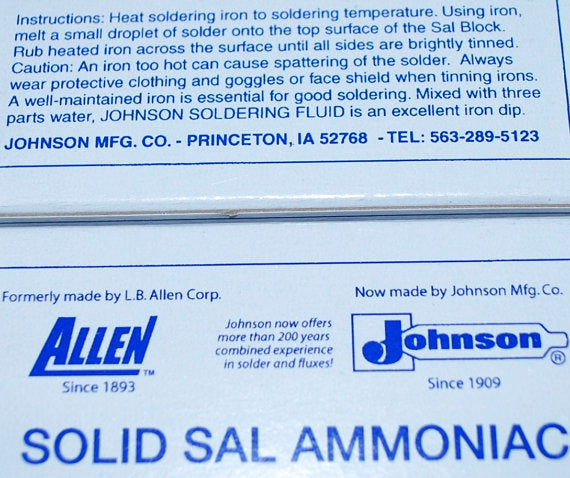 Instructions: Heat soldering iron to soldering temperature. Using iron,
melt a small droplet of solder onto the top surface of the Sal Block.
Rub heated iron across the surface until all sides are brightly tinned.
Caution: An iron too hot can cause spattering of the solder. Always
wear protective clothing and goggles or face shield when tinning irons.
A well-maintained iron is essential for good soldering. Mixed with three
parts water, JOHNSON SOLDERING FLUID is an excellent iron dip.
JOHNSON MFG. CO. - PRINCETON, IA 52768 - TEL: 563-289-5123
Formerly made by L.B. Allen Corp.
ALLEN™
Since 1893
Johnson now offers
more than 200 years
combined experience
in solder and fluxes!
Now made by Johnson Mfg. Co.
Johnson®
Since 1909
SOLID SAL AMMONIAC